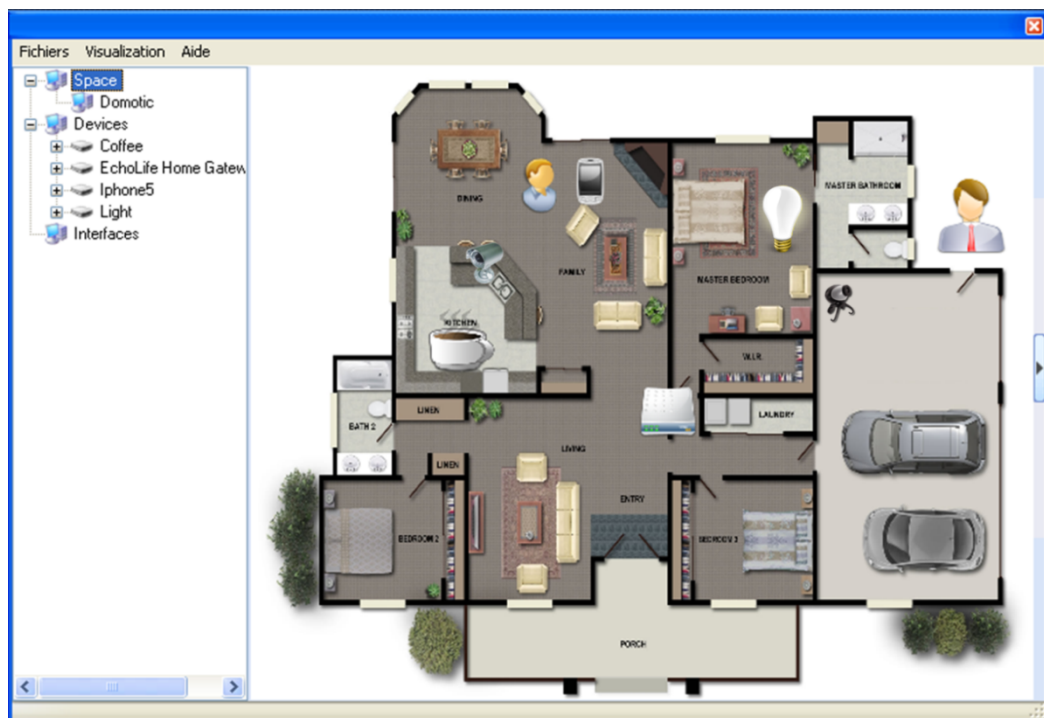 Fichiers Visualization Aide
Space
Domotic
Devices
Coffee
EchoLife Home Gatew
Iphone5
Light
Interfaces
DINING
MASTER BATHROOM
FAMILY
MASTER BEDROOM
KITCHEN
W.I.R.
LINEN
LAUNDRY
BATH 2
LIVING
LINEN
ENTRY
BEDROOM 2
BEDROOM 3
PORCH